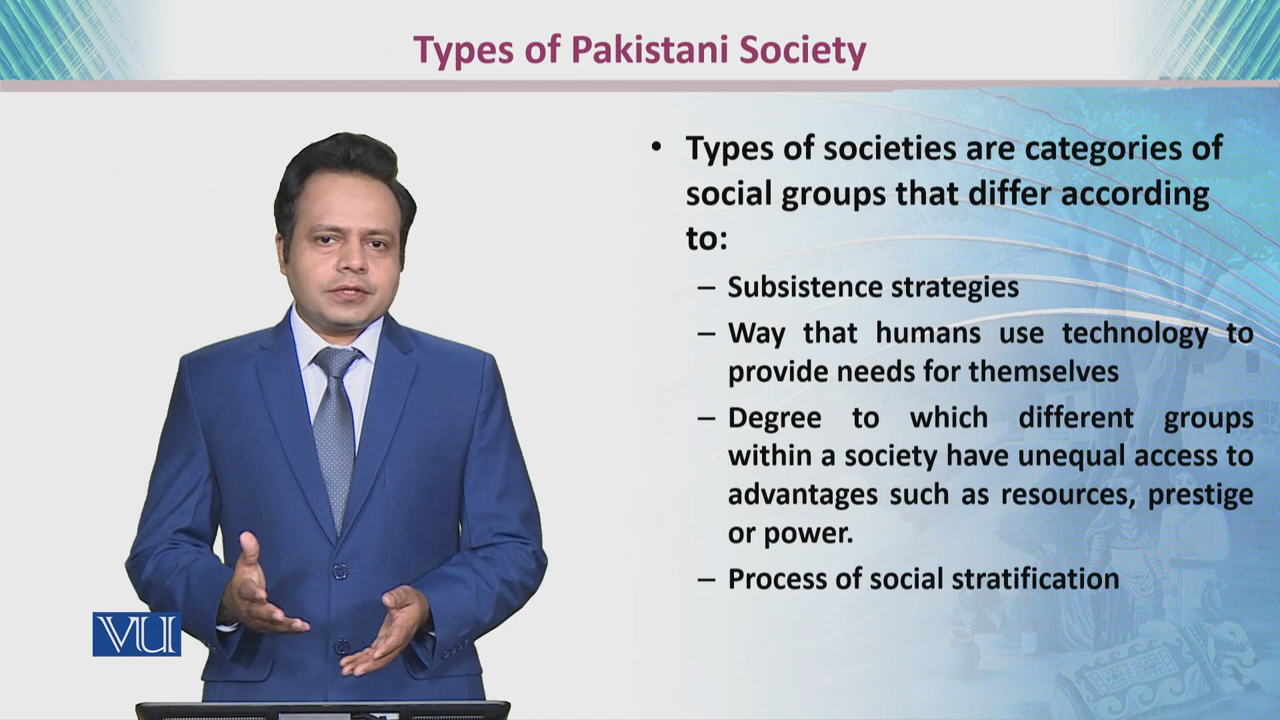 Types of Pakistani Society
• Types of societies are categories of
social groups that differ according
to:
– Subsistence strategies
– Way that humans use technology to
provide needs for themselves
– Degree to which different groups
within a society have unequal access to
advantages such as resources, prestige
or power.
– Process of social stratification
VU